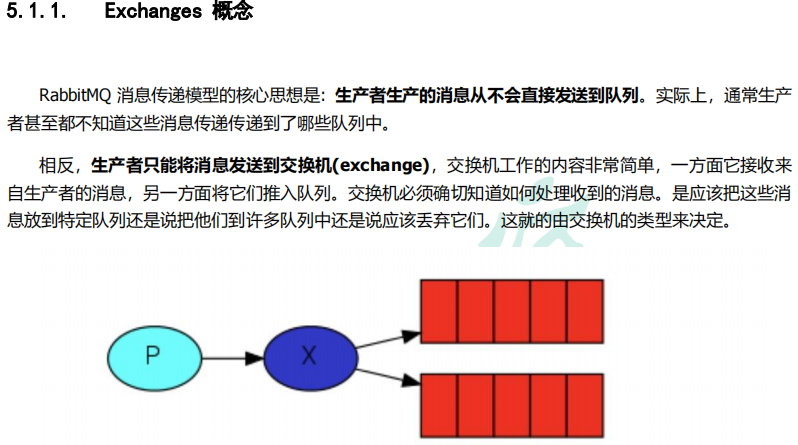 5.1.1. Exchanges 概念
RabbitMQ 消息传递模型的核心思想是: 生产者生产的消息从不会直接发送到队列。实际上，通常生产
者甚至都不知道这些消息传递传递到了哪些队列中。
相反，生产者只能将消息发送到交换机(exchange)，交换机工作的内容非常简单，一方面它接收来
自生产者的消息，另一方面将它们推入队列。交换机必须确切知道如何处理收到的消息。是应该把这些消
息放到特定队列还是说把他们到许多队列中还是说应该丢弃它们。这就的由交换机的类型来决定。
P
X